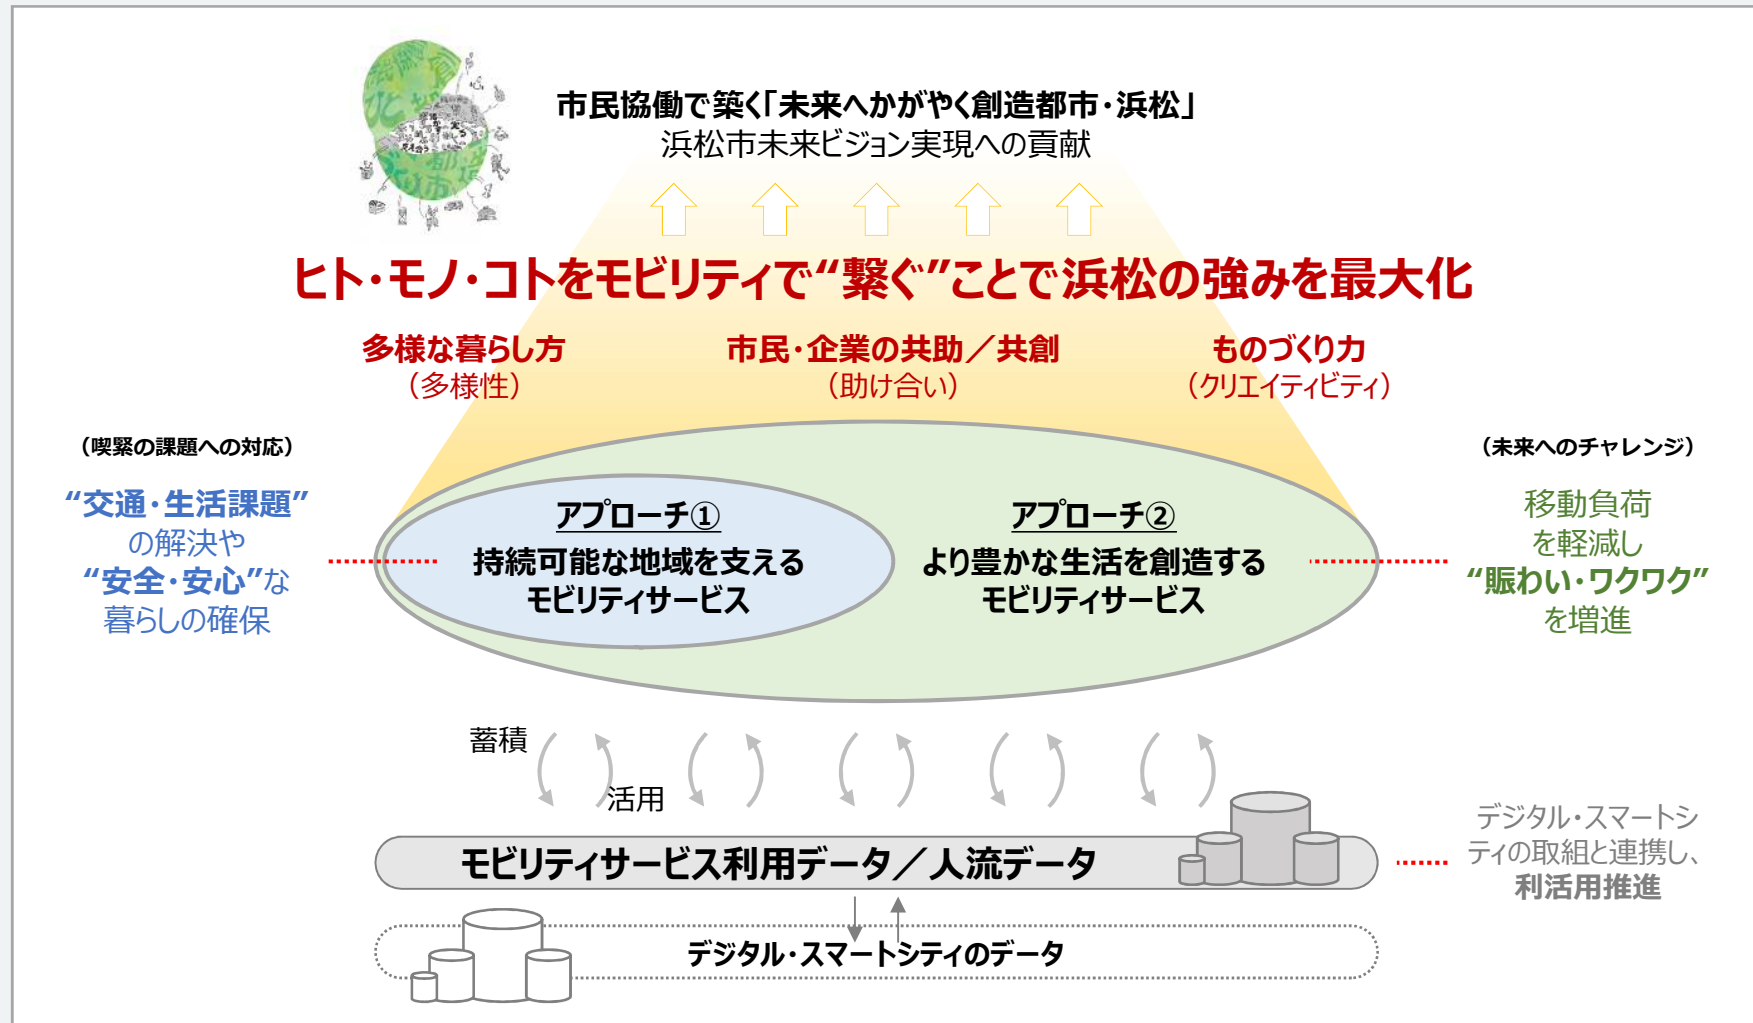 市民協働で築く「未来へかがやく創造都市・浜松」
浜松市未来ビジョン実現への貢献
ヒト・モノ・コトをモビリティで“繋ぐ”ことで浜松の強みを最大化
多様な暮らし方
（多様性）
市民・企業の共助／共創
（助け合い）
ものづくり力
（クリエイティビティ）
（喫緊の課題への対応）
“交通・生活課題”
の解決や
“安全・安心”な
暮らしの確保
アプローチ①
持続可能な地域を支える
モビリティサービス
アプローチ②
より豊かな生活を創造する
モビリティサービス
（未来へのチャレンジ）
移動負荷
を軽減し
“賑わい・ワクワク”
を増進
蓄積
活用
モビリティサービス利用データ／人流データ
デジタル・スマートシ
ティの取組と連携し、
利活用推進
デジタル・スマートシティのデータ